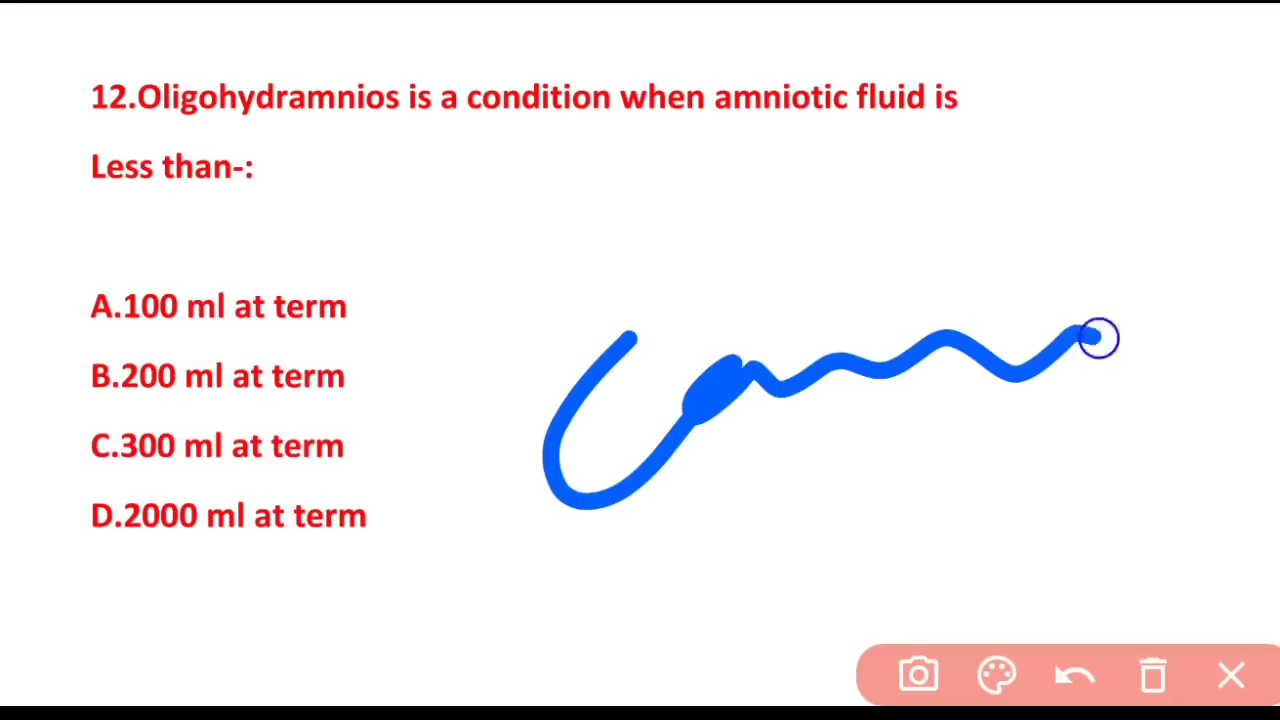 12.Oligohydramnios is a condition when amniotic fluid is
Less than-:
A.100 ml at term
B.200 ml at term
C.300 ml at term
D.2000 ml at term